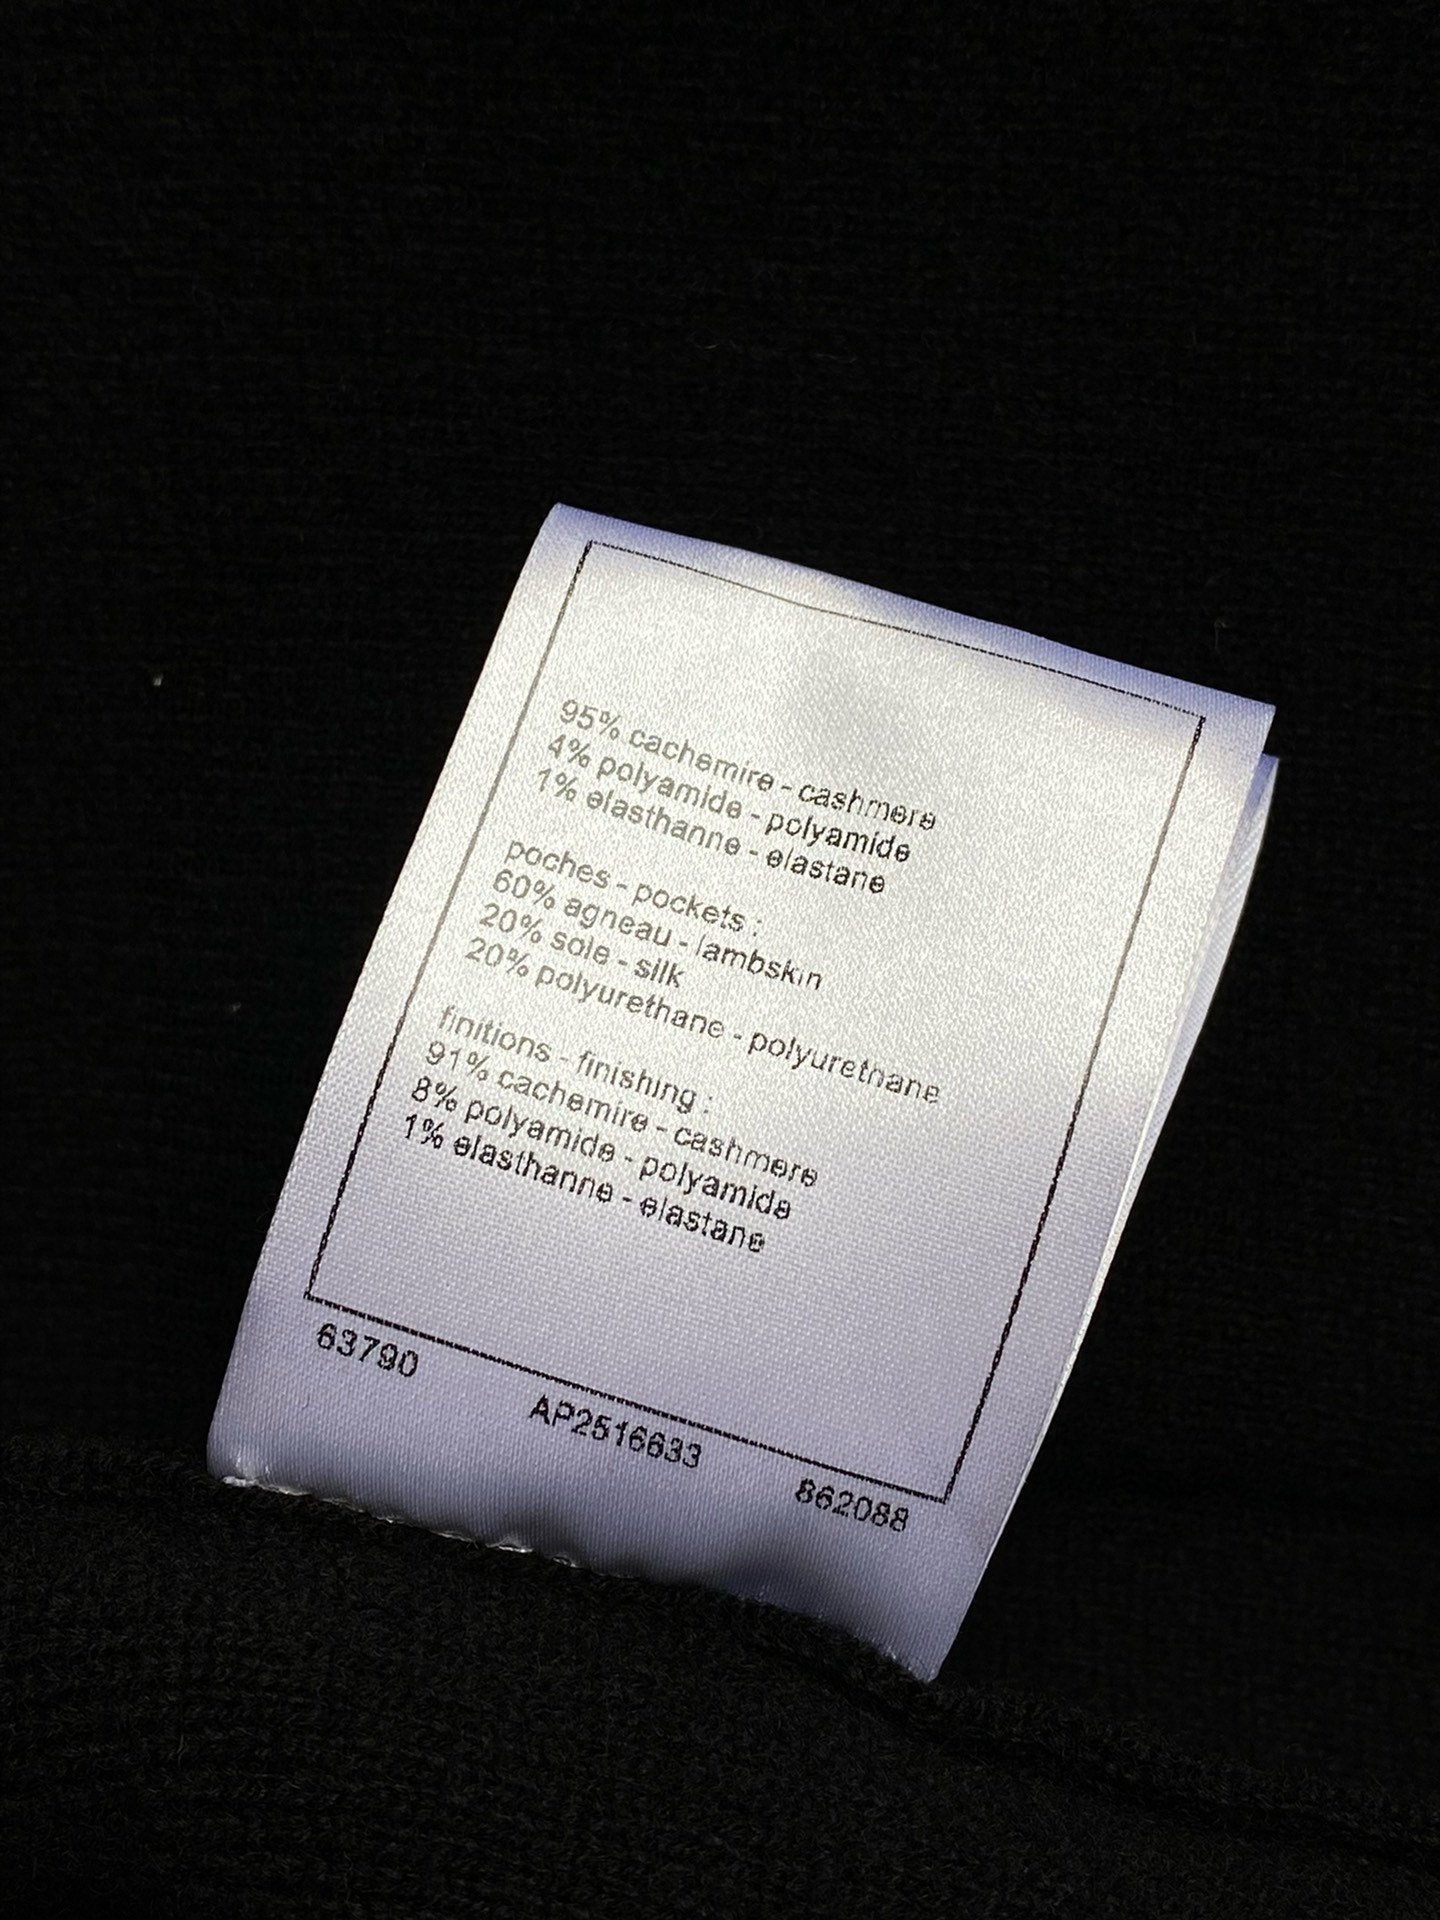 95% cachemire - cashmere
4% polyamide - polyamide
1% elasthanne - elastane
poches - pockets :
60% agneau - lambskin
20% soie - silk
20% polyurethane - polyurethane
finitions - finishing :
91% cachemire - cashmere
8% polyamide - polyamide
1% elasthanne - elastane
63790
AP2516633
862088